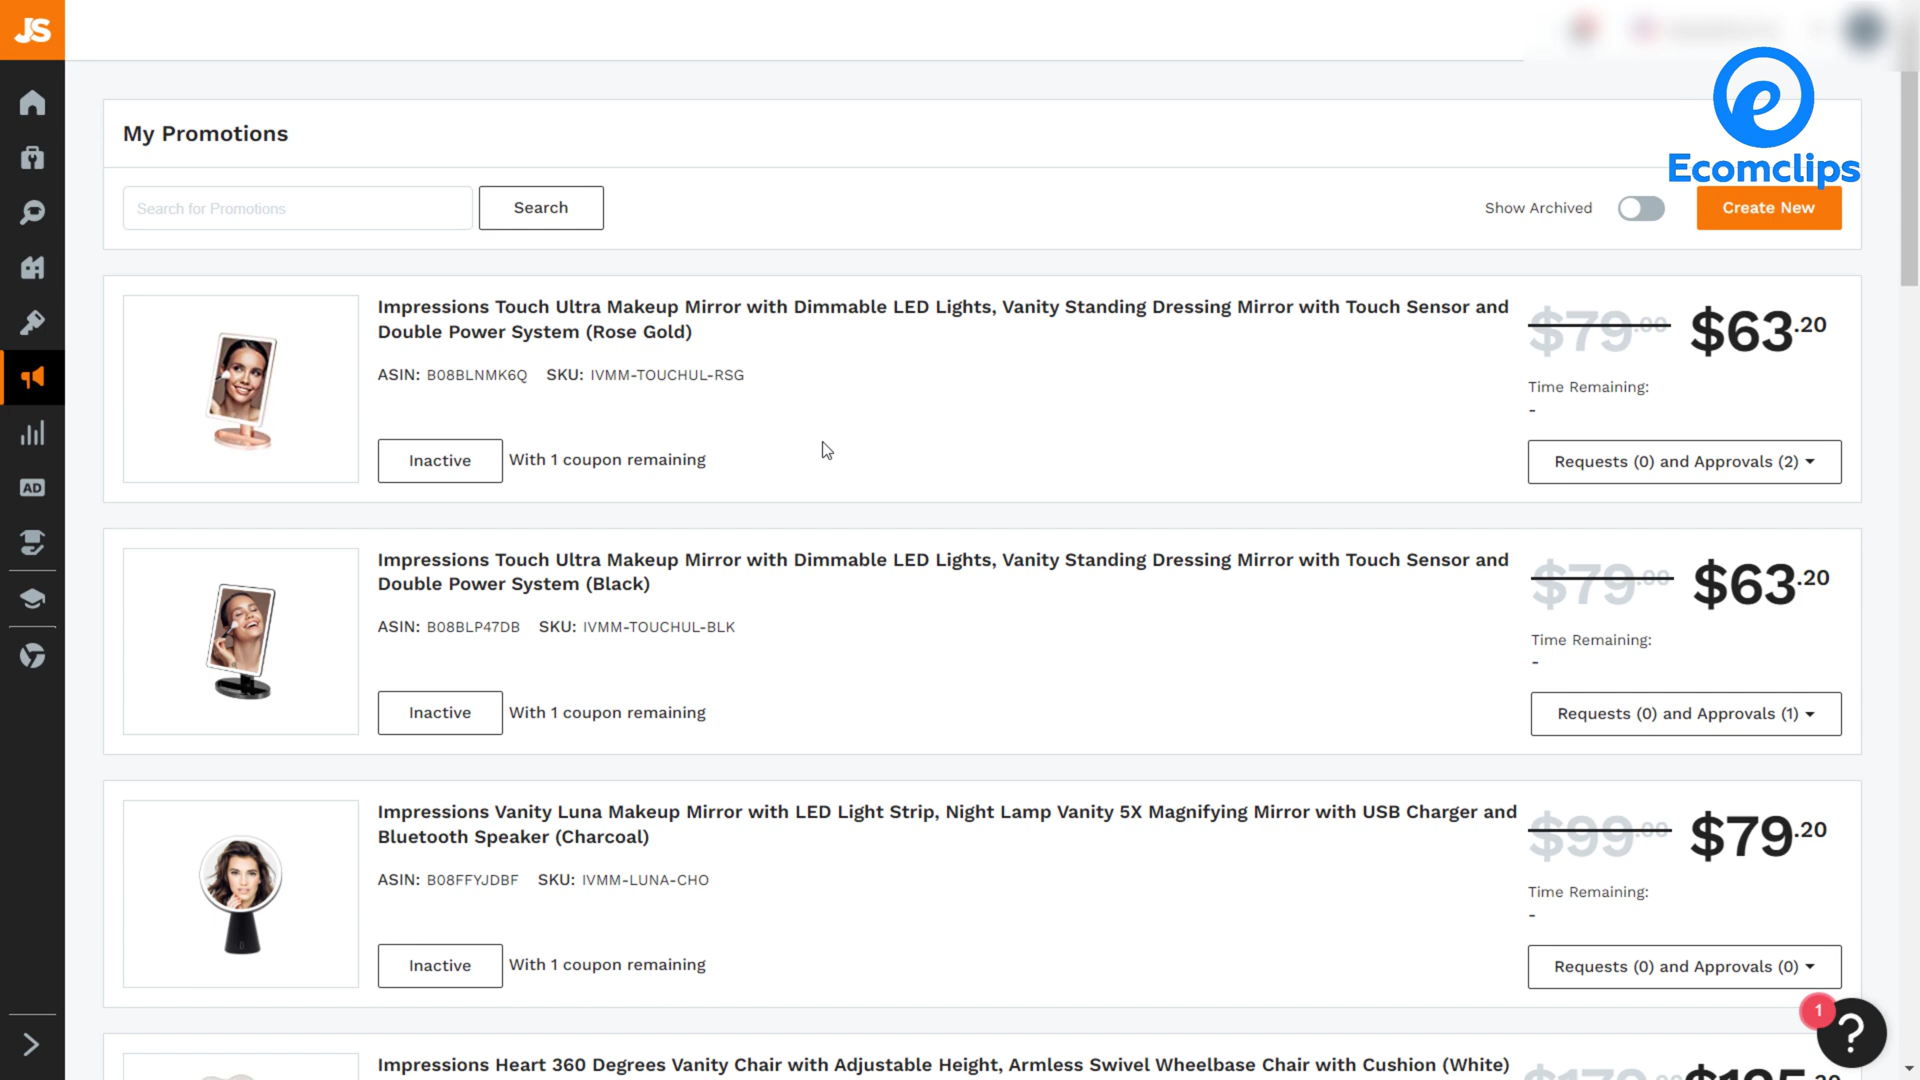 JS
e
Ecomclips
My Promotions
Search for Promotions
Search
Show Archived
Create New
Impressions Touch Ultra Makeup Mirror with Dimmable LED Lights, Vanity Standing Dressing Mirror with Touch Sensor and
Double Power System (Rose Gold)
ASIN: B08BLNMK6Q SKU: IVMM-TOUCHUL-RSG
$79.00 $63.20
Time Remaining:
-
Inactive With 1 coupon remaining
Requests (0) and Approvals (2)
Impressions Touch Ultra Makeup Mirror with Dimmable LED Lights, Vanity Standing Dressing Mirror with Touch Sensor and
Double Power System (Black)
ASIN: B08BLP47DB SKU: IVMM-TOUCHUL-BLK
$79.00 $63.20
Time Remaining:
-
Inactive With 1 coupon remaining
Requests (0) and Approvals (1)
Impressions Vanity Luna Makeup Mirror with LED Light Strip, Night Lamp Vanity 5X Magnifying Mirror with USB Charger and
Bluetooth Speaker (Charcoal)
ASIN: B08FFYJDBF SKU: IVMM-LUNA-CHO
$99.00 $79.20
Time Remaining:
-
Inactive With 1 coupon remaining
Requests (0) and Approvals (0)
Impressions Heart 360 Degrees Vanity Chair with Adjustable Height, Armless Swivel Wheelbase Chair with Cushion (White)
AD
1
?